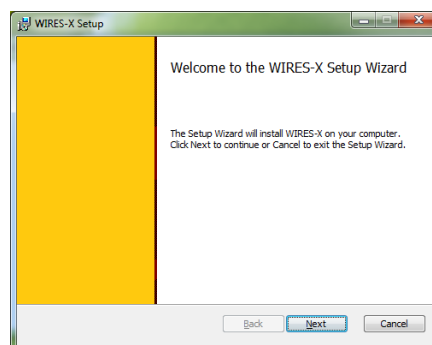 WIRES-X Setup
Welcome to the WIRES-X Setup Wizard
The Setup Wizard will install WIRES-X on your computer.
Click Next to continue or Cancel to exit the Setup Wizard.
Back Next Cancel